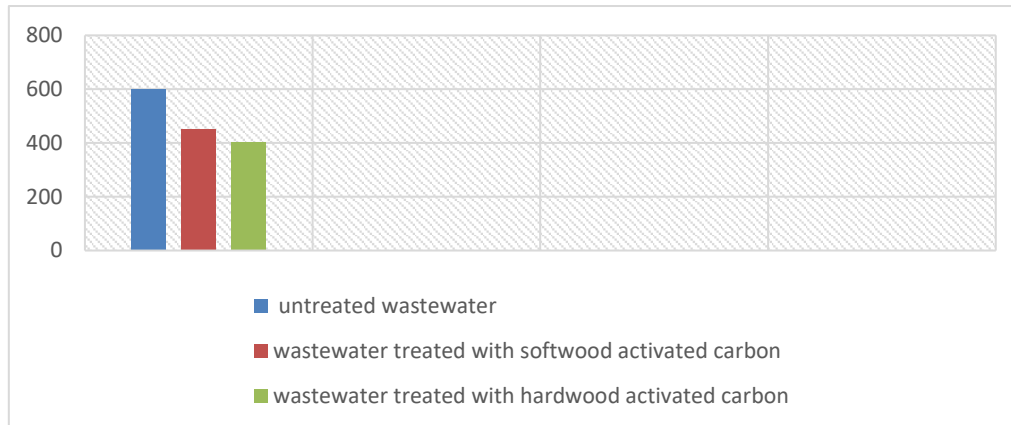 800
600
400
200
0
untreated wastewater
wastewater treated with softwood activated carbon
wastewater treated with hardwood activated carbon